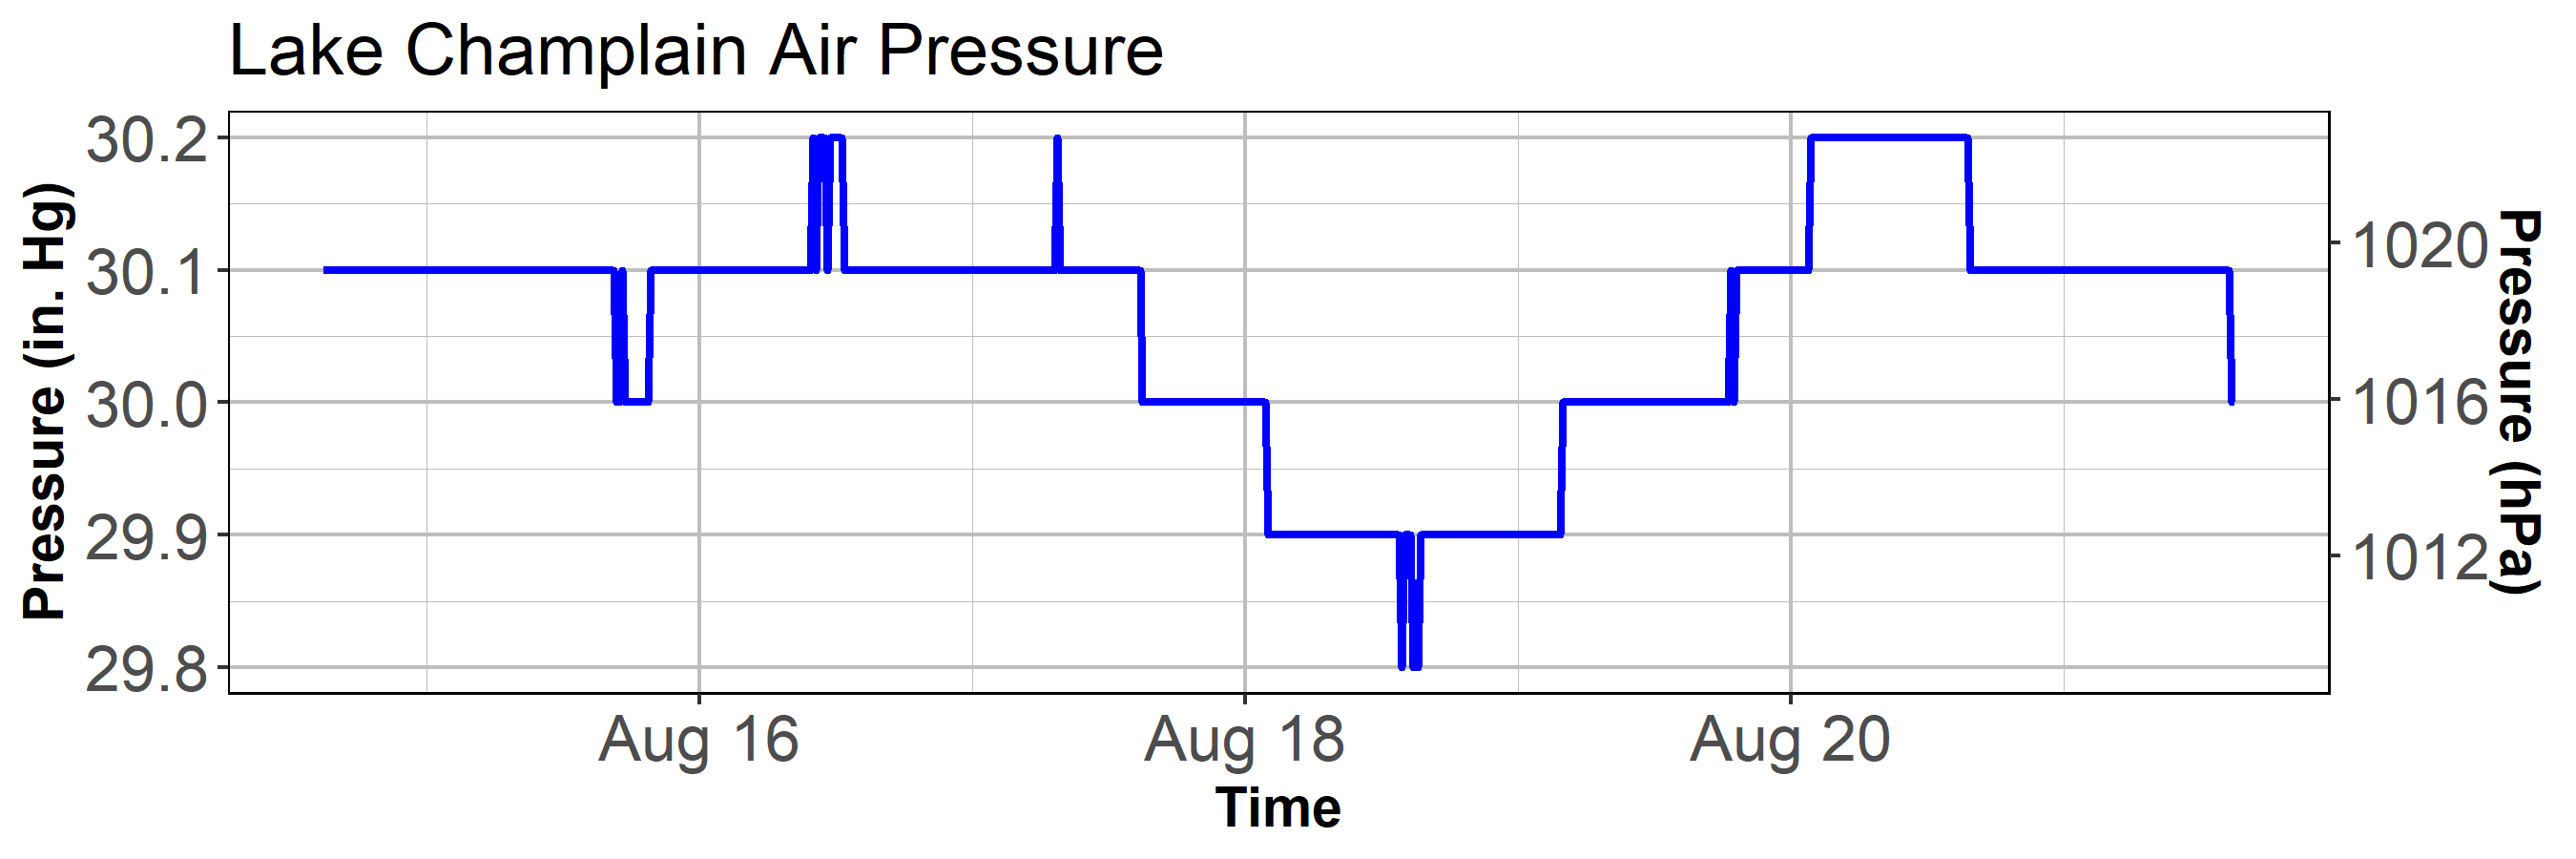 Lake Champlain Air Pressure
Pressure (in. Hg)
30.2
30.1
30.0
29.9
29.8
1020
1016
1012
Pressure (hPa)
Aug 16
Aug 18
Aug 20
Time